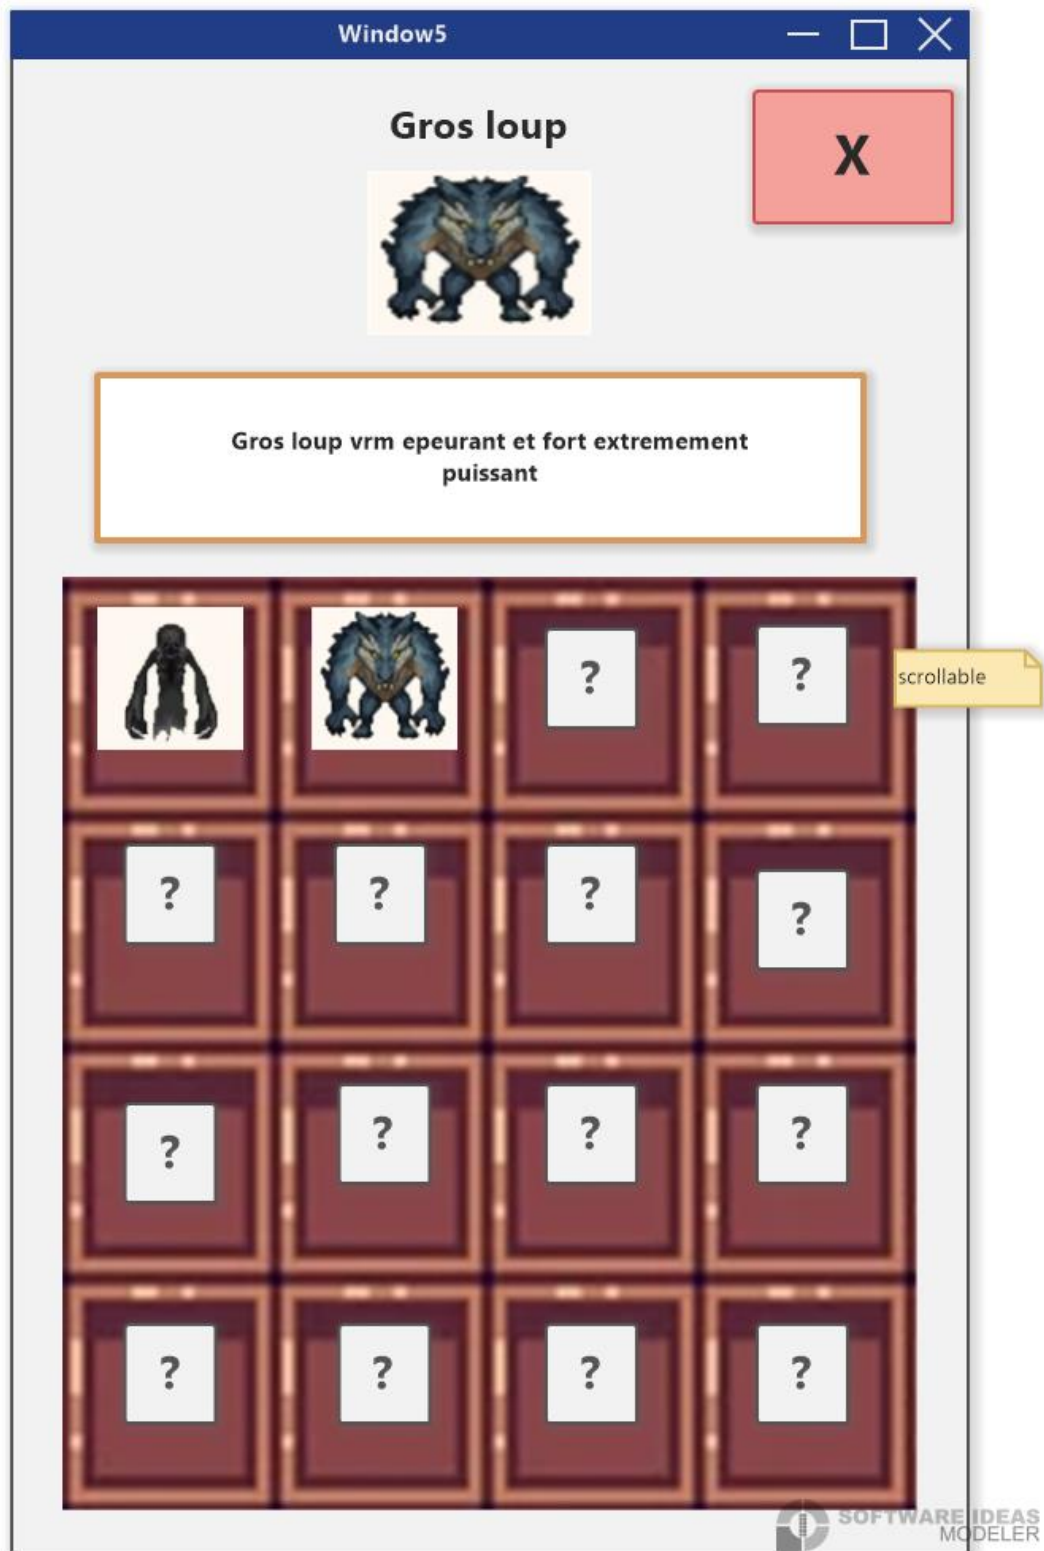 Window5
Gros loup
X
Gros loup vrm epeurant et fort extremement
puissant
? ?
scrollable
? ? ? ?
? ? ? ?
? ? ? ?
SOFTWARE IDEAS
MODELER